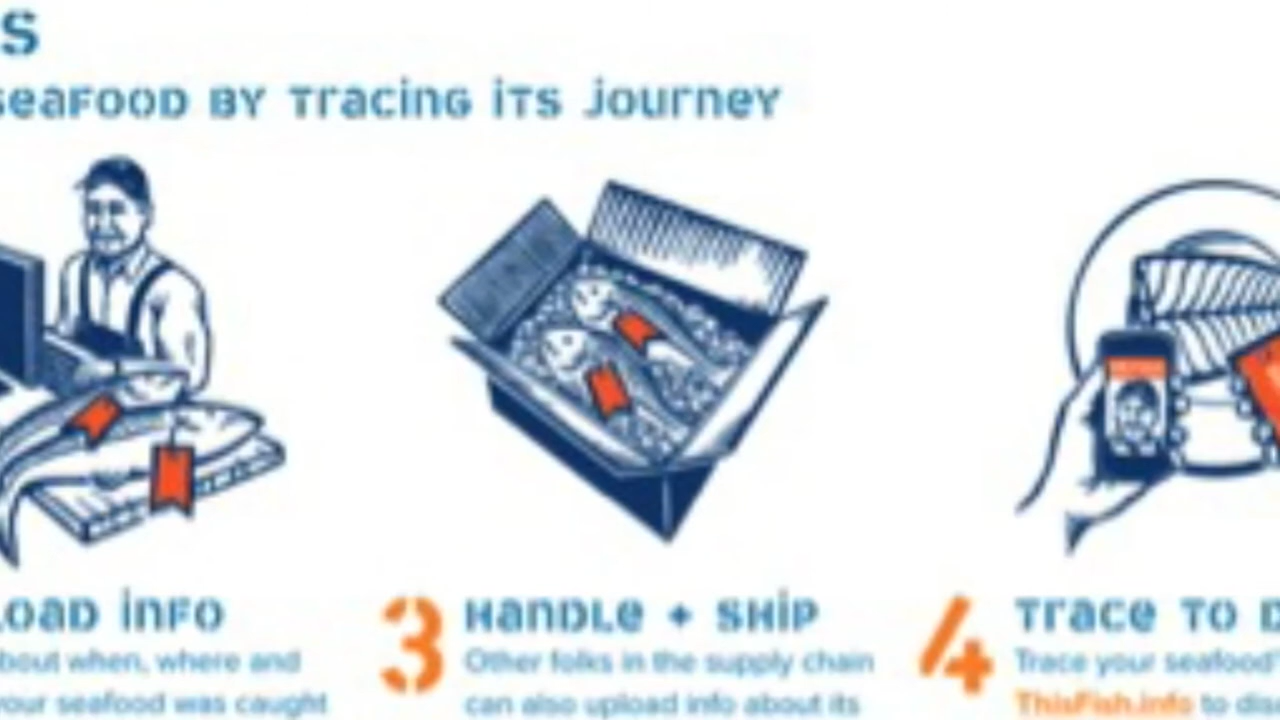 s
seafood by tracing its journey
load info
3 Handle + Ship
4 Trace to D
bout when, where and
your seafood was caught
Other folks in the supply chain
can also upload info about its
Trace your seafood'
ThisFish.info to dis